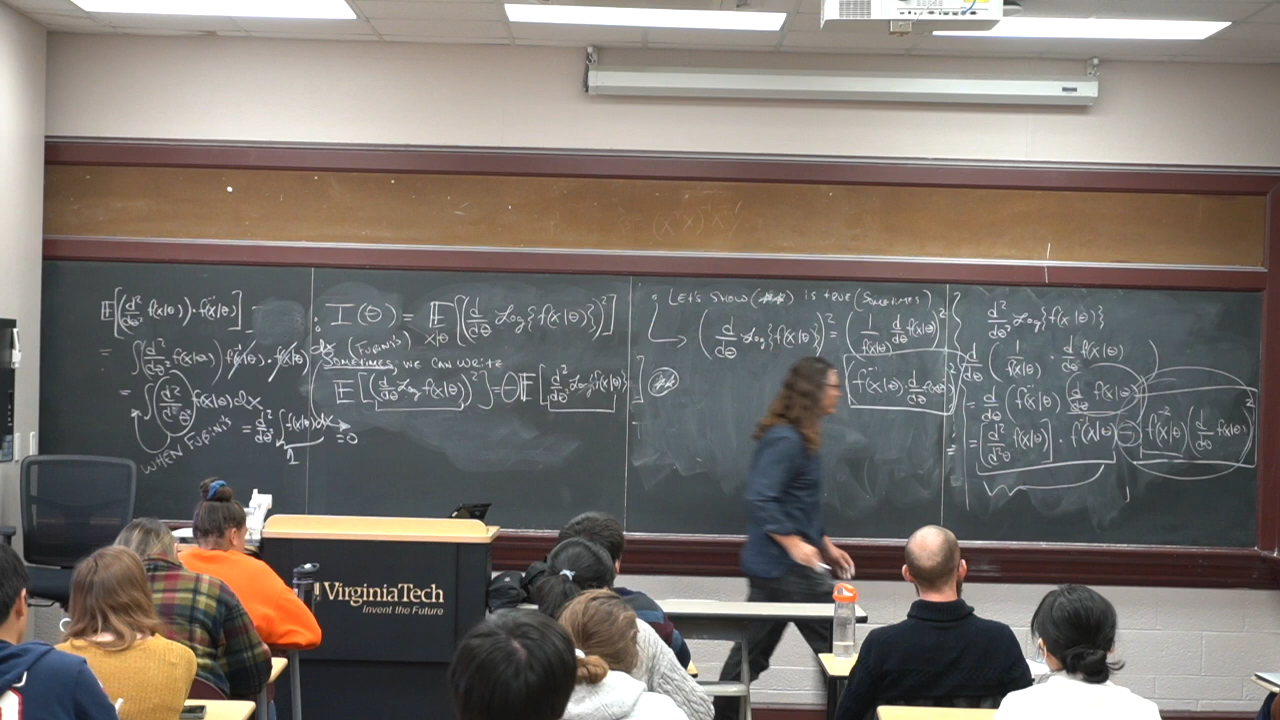 𝔼[(d²/dθ² f(x|θ)) · f⁻¹(x|θ)]
= ∫(d²/dθ² f(x|θ)) f⁻¹(x|θ) · f(x|θ) dx
= ∫(d²/dθ²) f(x|θ) dx
WHEN FUBINI'S = d²/dθ² ∫ f(x|θ) dx = 0
1
I(θ) = 𝔼 x|θ [(d/dθ Log{f(x|θ)})²]
(FUBINI'S)
SOMETIMES, WE CAN WRITE
𝔼[(d/dθ Log f(x|θ))²] = ⊖𝔼[d²/dθ² Log{f(x|θ)}] (**)
LET'S SHOW (**) IS TRUE (SOMETIMES)
(d/dθ Log{f(x|θ)})² = (1/f(x|θ) d/dθ f(x|θ))²
f⁻²(x|θ) · d/dθ f(x|θ)²
d²/dθ² Log{f(x|θ)}
d/dθ (1/f(x|θ) · d/dθ f(x|θ))
= d/dθ (f⁻¹(x|θ) · d/dθ f(x|θ))
= [d²/d²θ f(x|θ)] · f⁻¹(x|θ) ⊖ f⁻²(x|θ) (d/dθ f(x|θ))²
VirginiaTech
Invent the Future